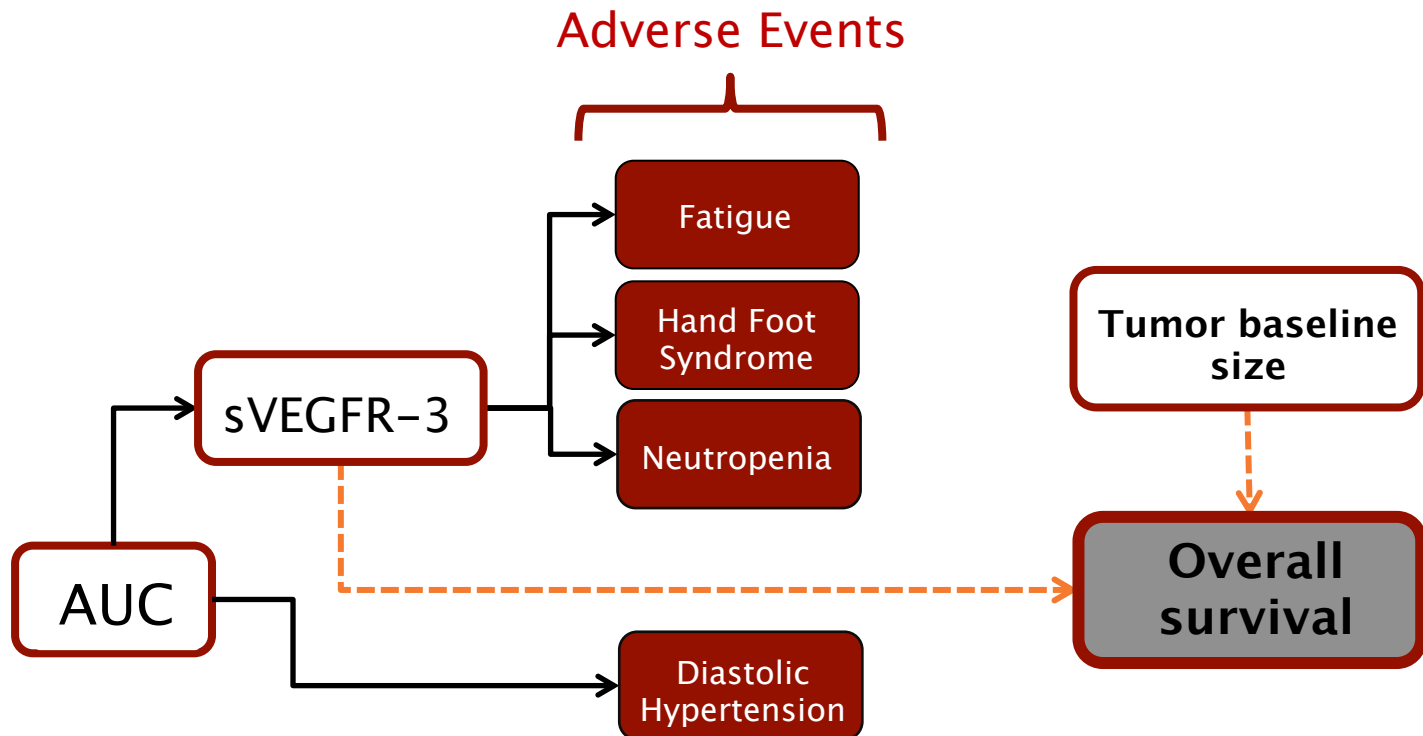 Adverse Events
Fatigue
Hand Foot
Syndrome
Neutropenia
Tumor baseline
size
sVEGFR-3
Overall
survival
AUC
Diastolic
Hypertension